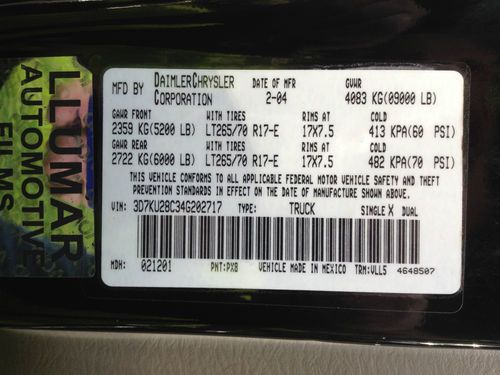 LLUMAR
AUTOMOTIVE
FILMS
MFD BY DAIMLERCHRYSLER CORPORATION DATE OF MFR 2-04 GVWR 4083 KG(09000 LB)
GAWR FRONT WITH TIRES RIMS AT COLD
2359 KG(5200 LB) LT265/70 R17-E 17X7.5 413 KPA(60 PSI)
GAWR REAR WITH TIRES RIMS AT COLD
2722 KG(6000 LB) LT265/70 R17-E 17X7.5 482 KPA(70 PSI)
THIS VEHICLE CONFORMS TO ALL APPLICABLE FEDERAL MOTOR VEHICLE SAFETY AND THEFT
PREVENTION STANDARDS IN EFFECT ON THE DATE OF MANUFACTURE SHOWN ABOVE.
VIN: 3D7KU28C34G202717 TYPE: TRUCK SINGLE X DUAL
MDH: 021201 PNT:PXB VEHICLE MADE IN MEXICO TRM:VLL5 4648507